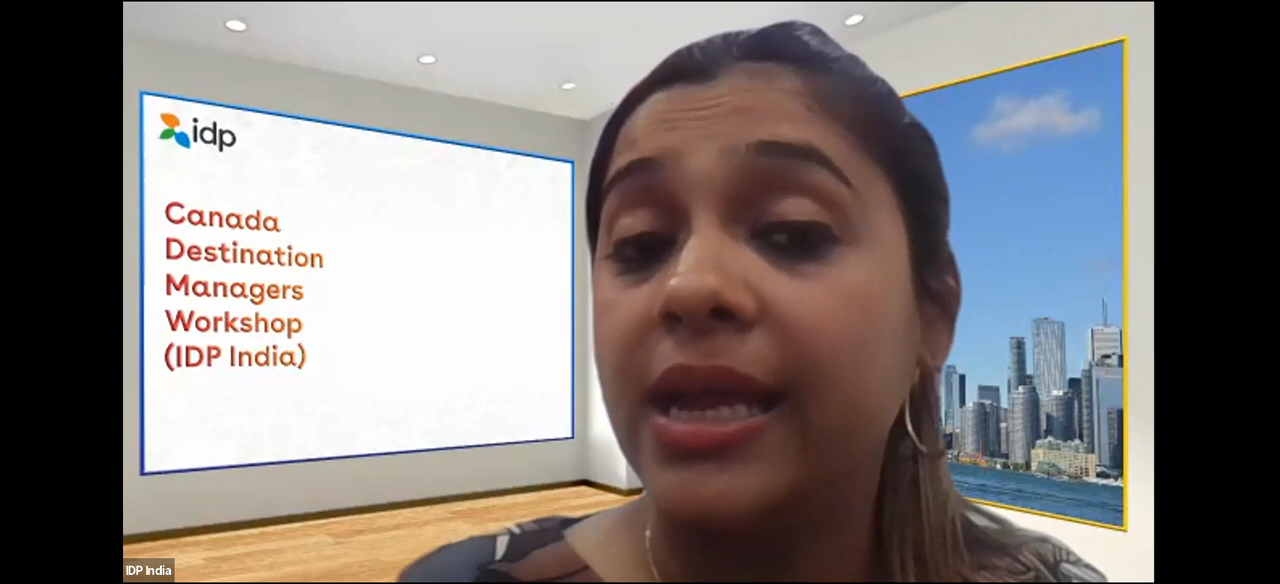 idp
Canada
Destination
Managers
Workshop
(IDP India)
IDP India